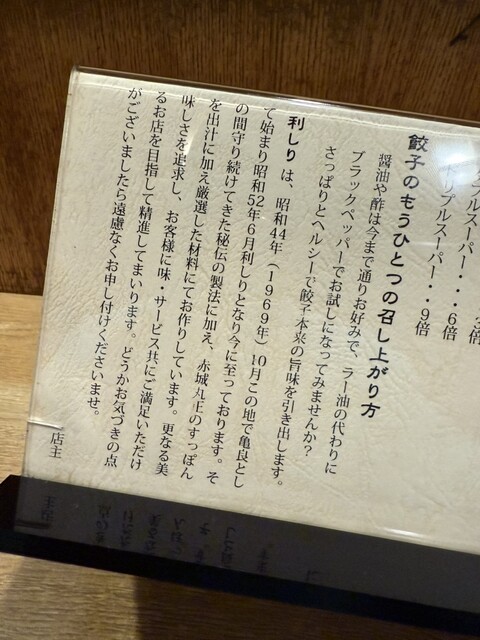 ブルスーパー・・・6倍
トリプルスーパー・・9倍
餃子のもうひとつの召し上がり方
醤油や酢は今まで通りお好みで、ラー油の代わりに
ブラックペッパーでお試しになってみませんか？
さっぱりとヘルシーで餃子本来の旨味を引き出します。
利しり は、昭和44年（1969年）10月この地で亀良とし
て始まり昭和52年6月利しりとなり今に至っております。そ
の間守り続けてきた秘伝の製法に加え、赤城丸王のすっぽん
を出汁に加え厳選した材料にてお作りしています。更なる美
味しさを追求し、お客様に味・サービス共にご満足いただけ
るお店を目指して精進してまいります。どうかお気づきの点
がございましたら遠慮なくお申し付けくださいませ。
店主